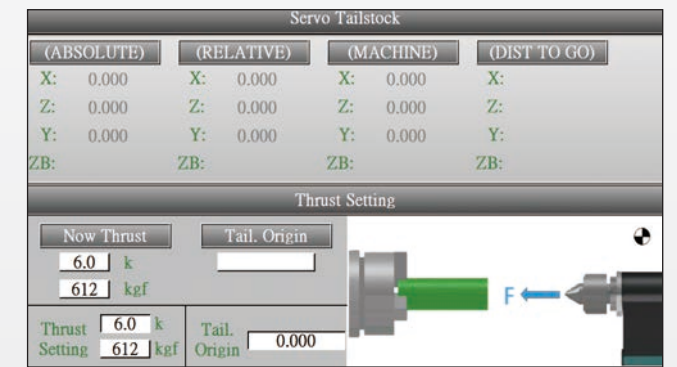 Servo Tailstock
(ABSOLUTE) (RELATIVE) (MACHINE) (DIST TO GO)
X: 0.000 X: 0.000 X: 0.000 X:
Z: 0.000 Z: 0.000 Z: 0.000 Z:
Y: 0.000 Y: 0.000 Y: 0.000 Y:
ZB: ZB: ZB: ZB:
Thrust Setting
Now Thrust Tail. Origin
6.0 k
612 kgf
F
Thrust Setting 6.0 k
612 kgf
Tail. Origin 0.000